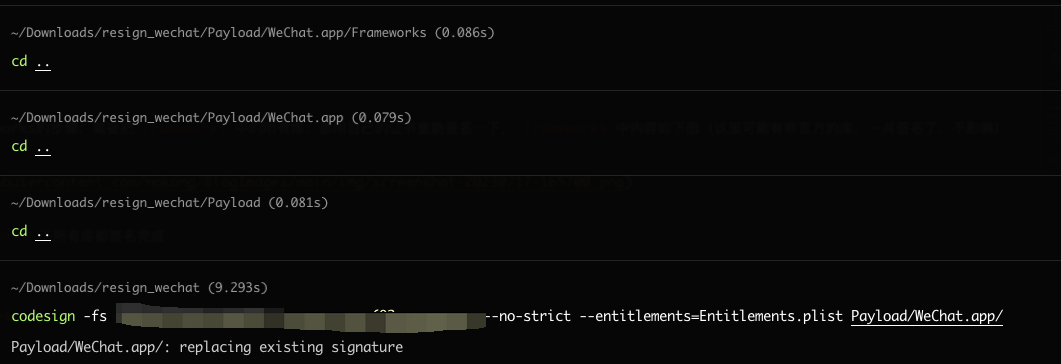 ~/Downloads/resign_wechat/Payload/WeChat.app/Frameworks (0.086s)
cd ..
~/Downloads/resign_wechat/Payload/WeChat.app (0.079s)
cd ..
~/Downloads/resign_wechat/Payload (0.081s)
cd ..
~/Downloads/resign_wechat (9.293s)
codesign -fs --no-strict --entitlements=Entitlements.plist Payload/WeChat.app/
Payload/WeChat.app/: replacing existing signature